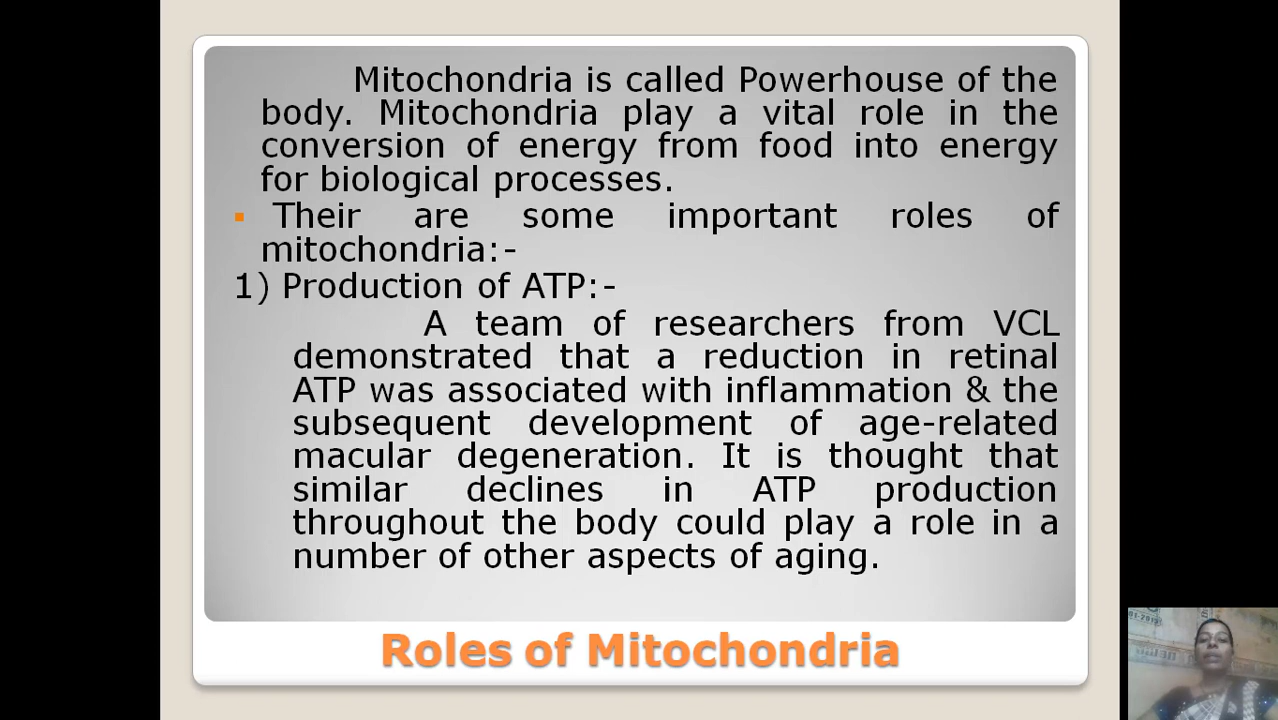 Mitochondria is called Powerhouse of the
body. Mitochondria play a vital role in the
conversion of energy from food into energy
for biological processes.
▪ Their are some important roles of
mitochondria:-
1) Production of ATP:-
A team of researchers from VCL
demonstrated that a reduction in retinal
ATP was associated with inflammation & the
subsequent development of age-related
macular degeneration. It is thought that
similar declines in ATP production
throughout the body could play a role in a
number of other aspects of aging.
Roles of Mitochondria